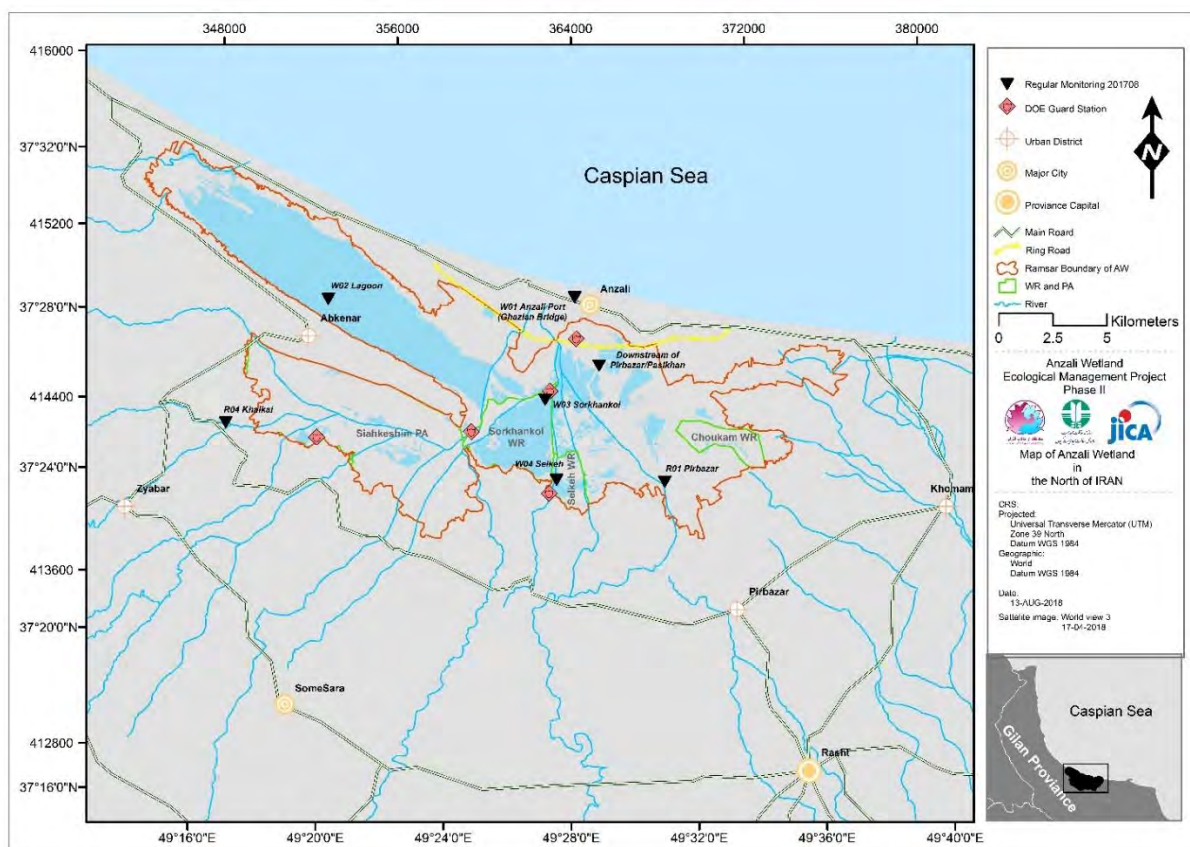 348000 356000 364000 372000 380000
416000
415200
414400
413600
412800
37°32'0"N
37°28'0"N
37°24'0"N
37°20'0"N
37°16'0"N
49°16'0"E 49°20'0"E 49°24'0"E 49°28'0"E 49°32'0"E 49°36'0"E 49°40'0"E
Caspian Sea
W02 Lagoon
Abkenar
Anzali
W01 Anzali Port
(Ghazian Bridge)
Downstream of
Pirbazar/Pasikhan
W03 Sorkhankol
R04 Khalkai
Siahkeshim PA
Sorkhankol
WR
Choukam WR
W04 Selkeh
Selkeh WR
R01 Pirbazar
Zyabar
Khomam
Pirbazar
SomeSara
Rasht
Regular Monitoring 201708
DOE Guard Station
Urban District
Major City
Proviance Capital
Main Roard
Ring Road
Ramsar Boundary of AW
WR and PA
River
Kilometers
0 2.5 5
Anzali Wetland
Ecological Management Project
Phase II
jICA
Map of Anzali Wetland
in
the North of IRAN
CRS:
Projected:
Universal Transverse Mercator (UTM)
Zone 39 North
Datum WGS 1984
Geographic:
World
Datum WGS 1984
Date:
13-AUG-2018
Sattelite image: World view 3
17-04-2018
N
Caspian Sea
Gilan Proviance